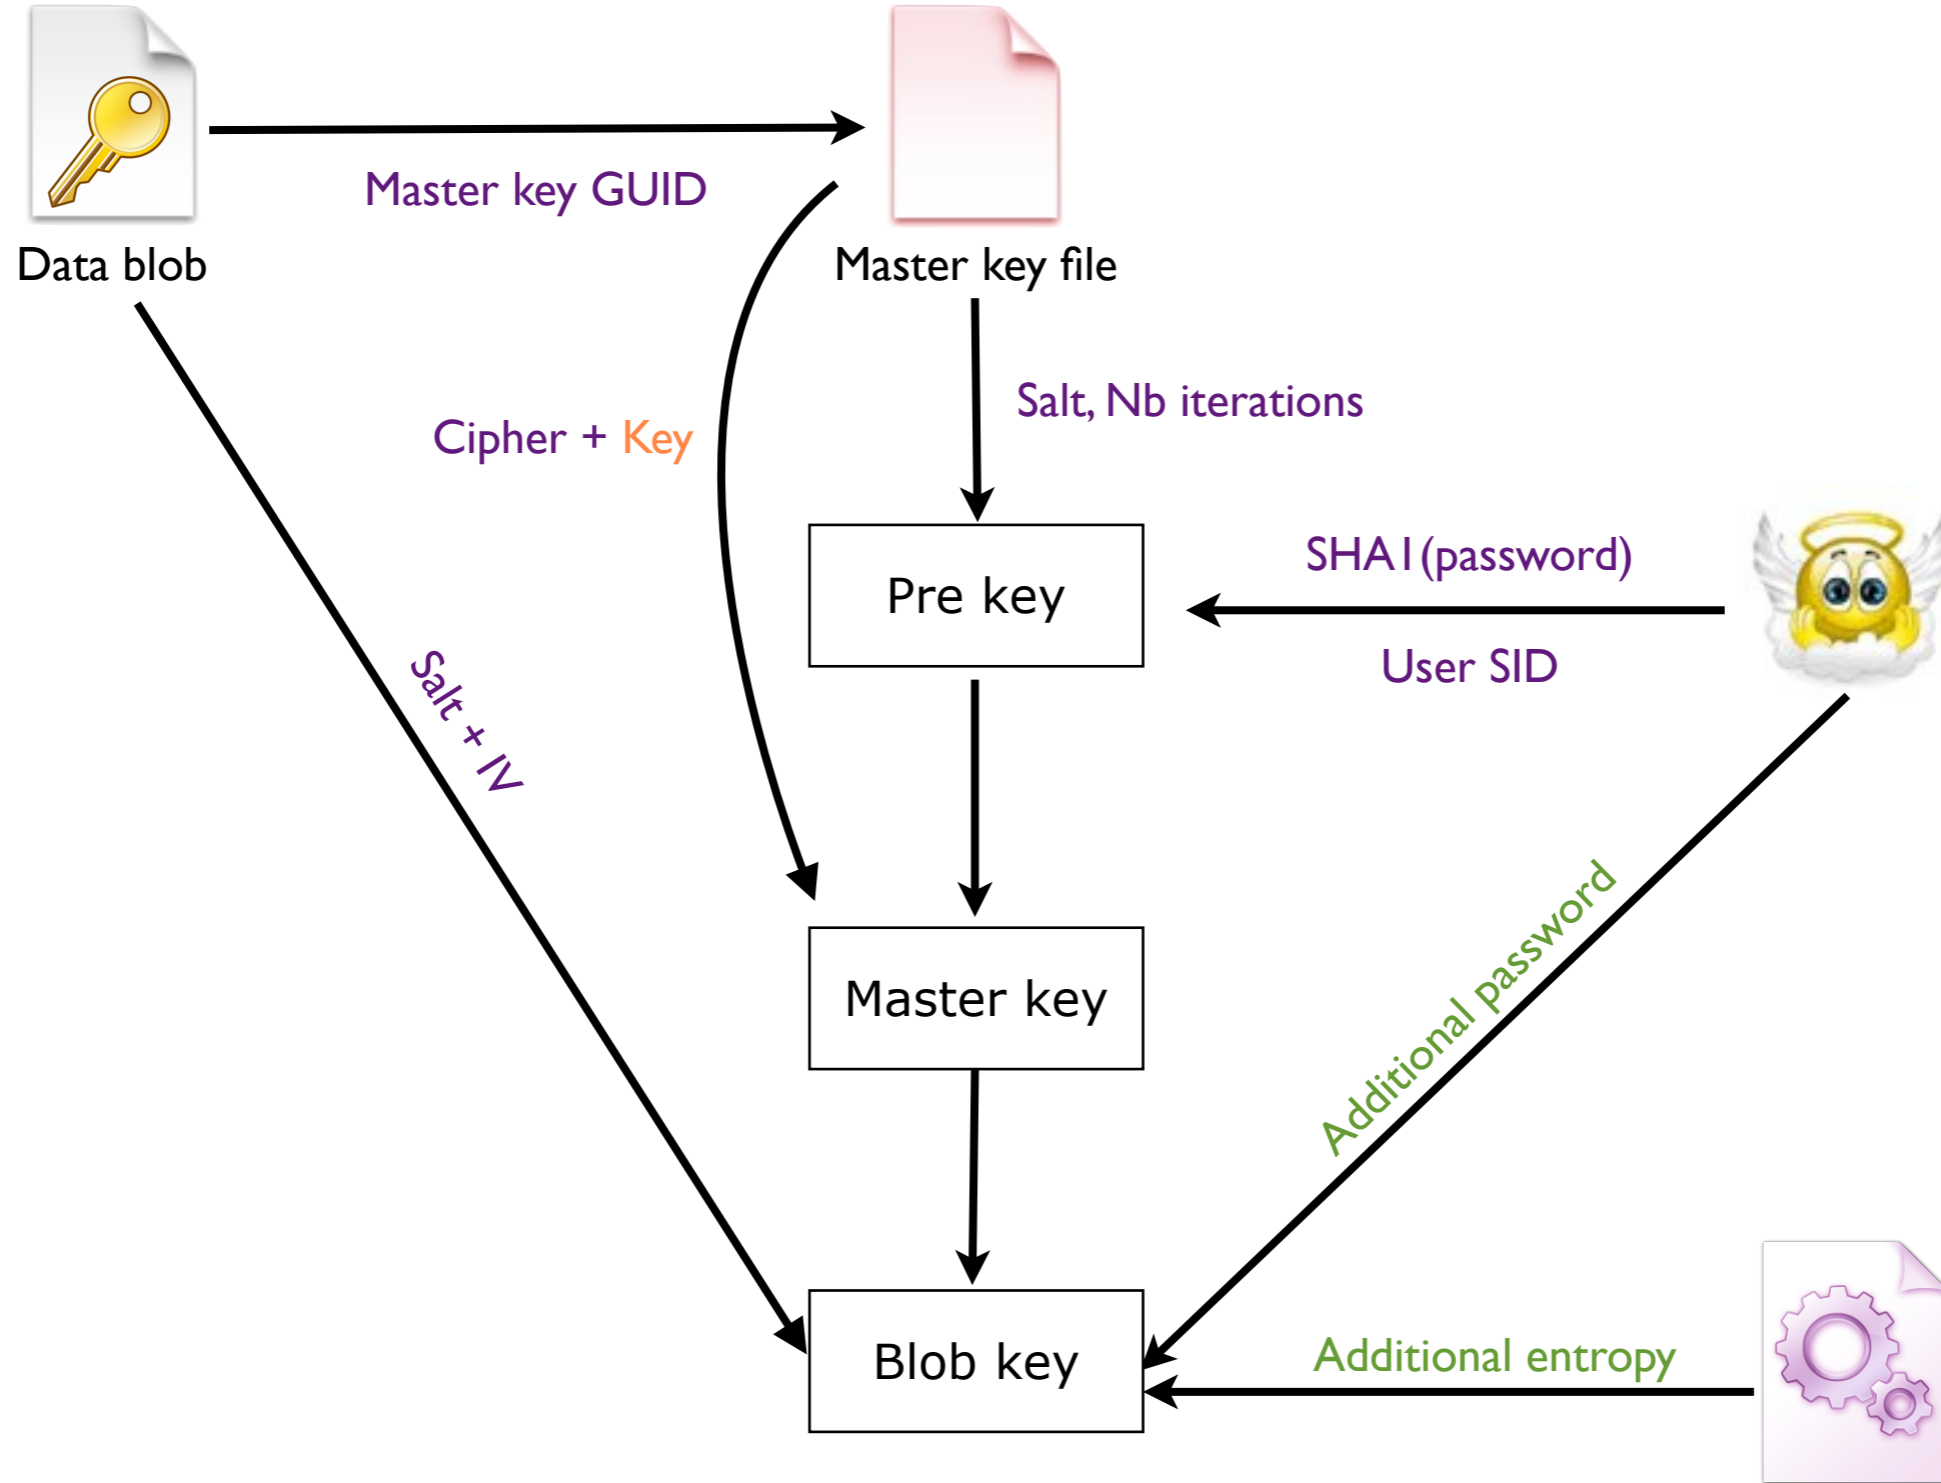 Master key GUID
Data blob
Master key file
Salt, Nb iterations
Cipher + Key
SHA1(password)
Pre key
User SID
Salt + IV
Additional password
Master key
Additional entropy
Blob key